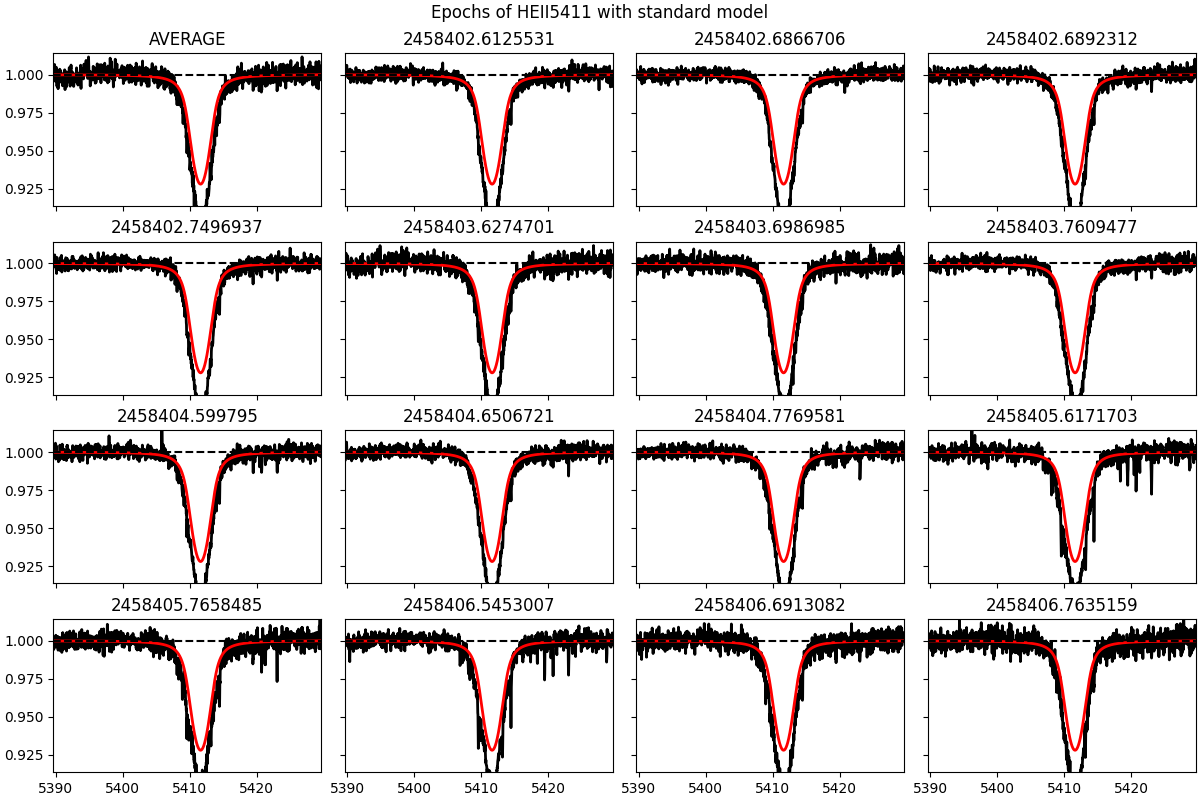 Epochs of HEII5411 with standard model
AVERAGE 2458402.6125531 2458402.6866706 2458402.6892312
1.000
0.975
0.950
0.925
2458402.7496937 2458403.6274701 2458403.6986985 2458403.7609477
1.000
0.975
0.950
0.925
2458404.599795 2458404.6506721 2458404.7769581 2458405.6171703
1.000
0.975
0.950
0.925
2458405.7658485 2458406.5453007 2458406.6913082 2458406.7635159
1.000
0.975
0.950
0.925
5390 5400 5410 5420 5390 5400 5410 5420 5390 5400 5410 5420 5390 5400 5410 5420